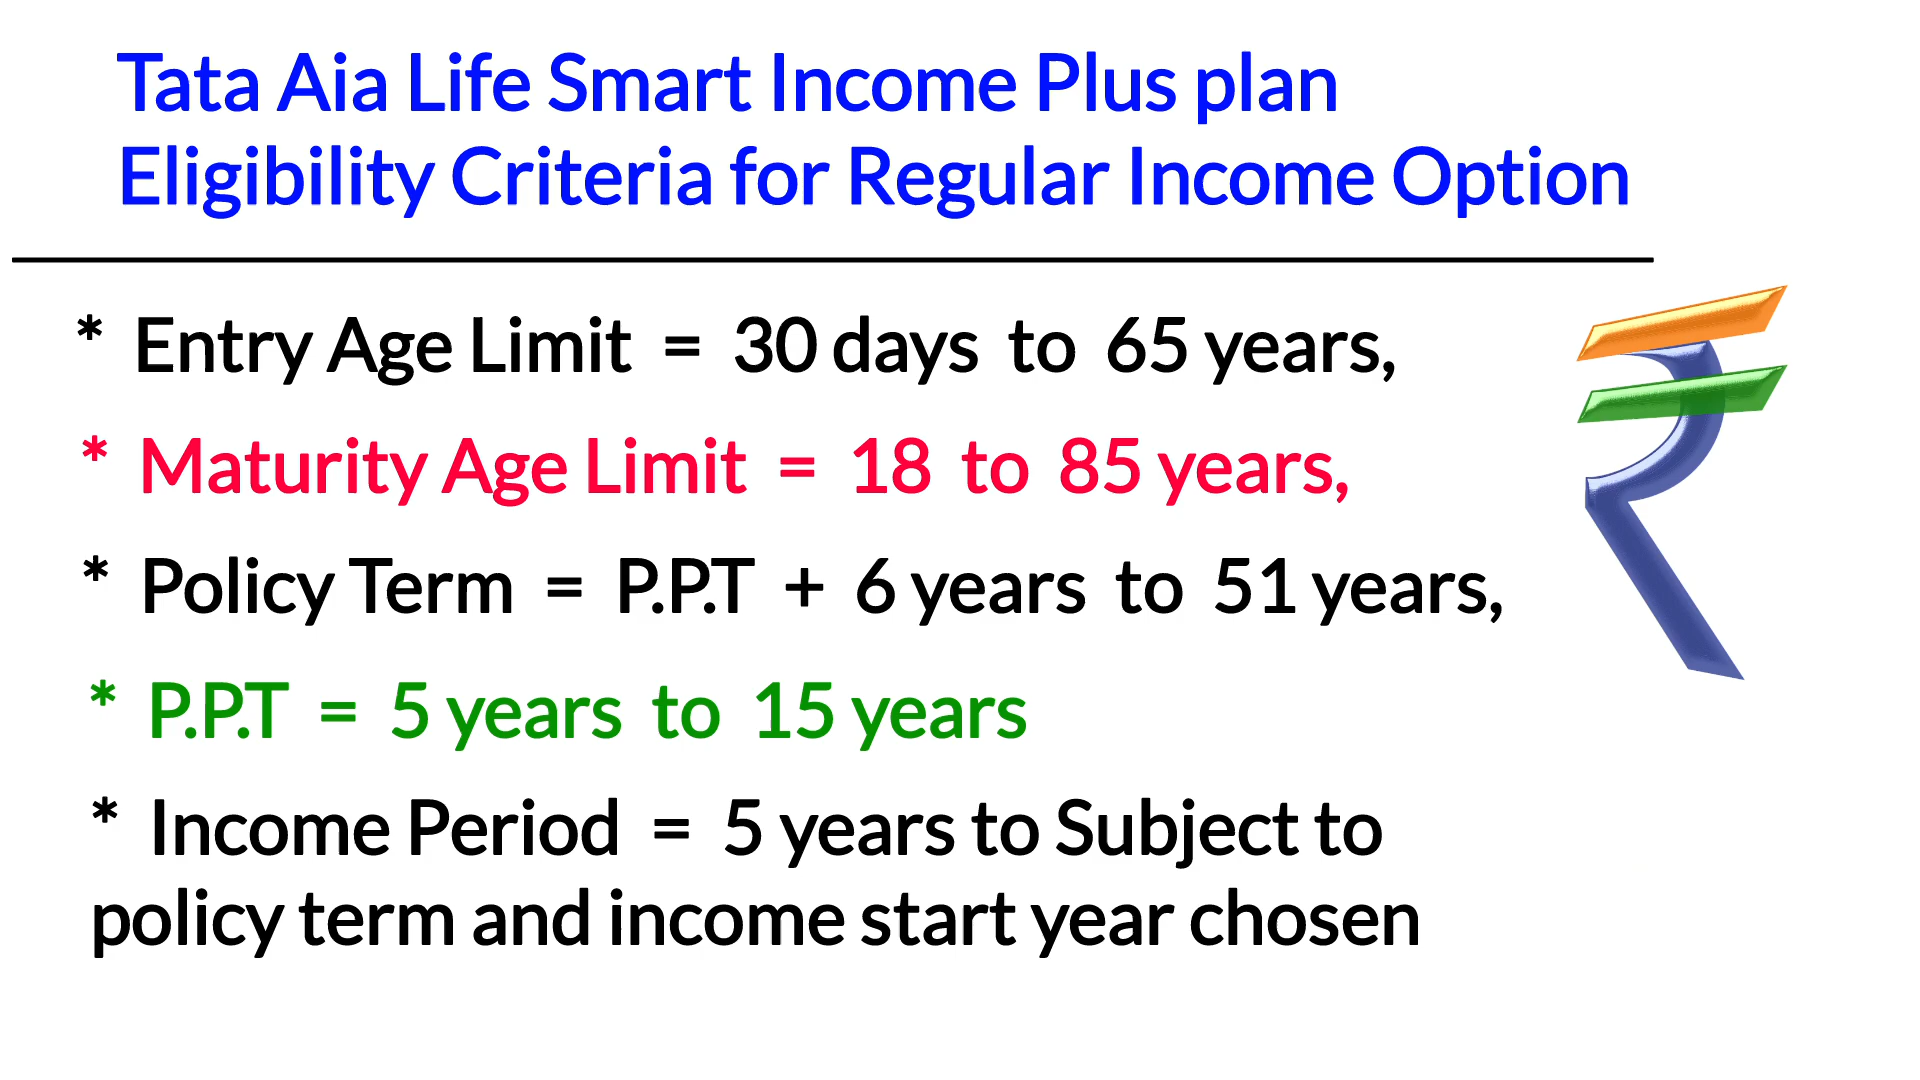 Tata Aia Life Smart Income Plus plan
Eligibility Criteria for Regular Income Option
* Entry Age Limit = 30 days to 65 years,
* Maturity Age Limit = 18 to 85 years,
* Policy Term = P.P.T + 6 years to 51 years,
* P.P.T = 5 years to 15 years
* Income Period = 5 years to Subject to
policy term and income start year chosen